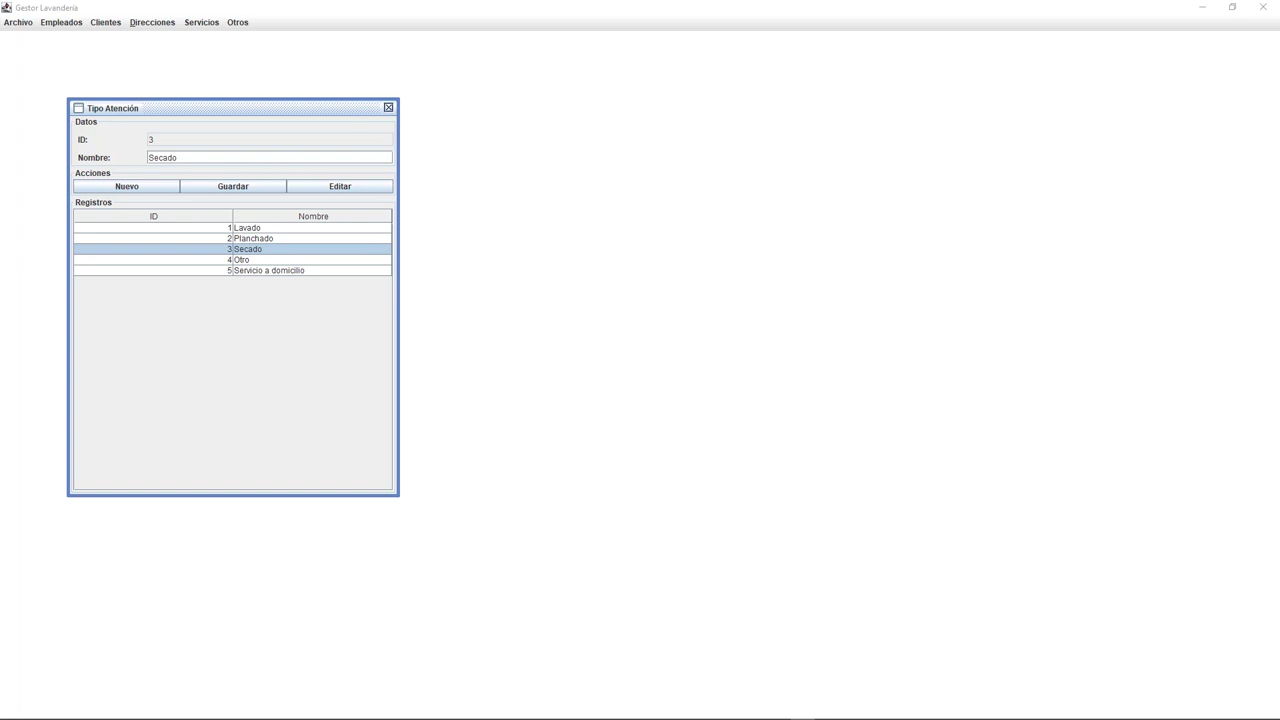 Gestor Lavandería
Archivo Empleados Clientes Direcciones Servicios Otros
Tipo Atención
Datos
ID: 3
Nombre: Secado
Acciones
Nuevo Guardar Editar
Registros
ID Nombre
1 Lavado
2 Planchado
3 Secado
4 Otro
5 Servicio a domicilio